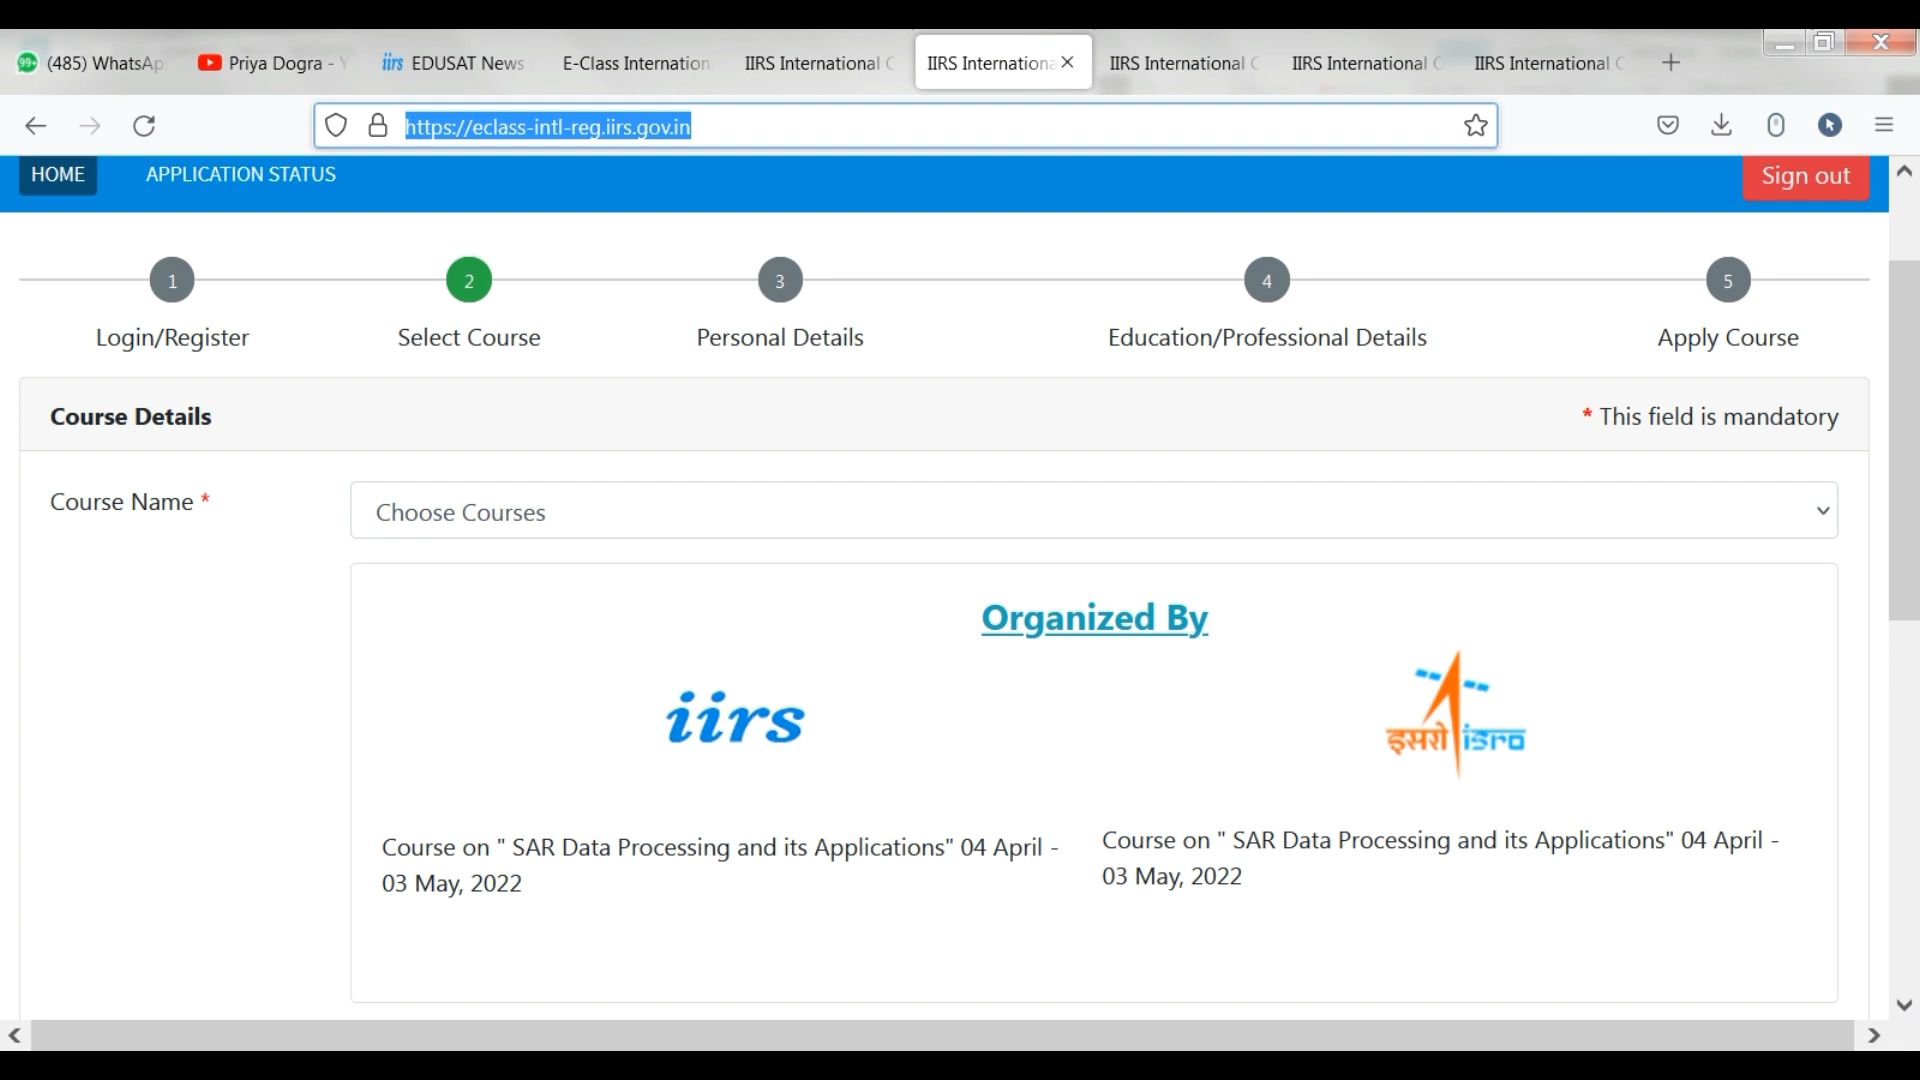 99+ (485) WhatsAp
Priya Dogra - Y
iirs EDUSAT News
E-Class Internation
IIRS International C
IIRS Internationa
IIRS International C
IIRS International C
IIRS International C
https://eclass-intl-reg.iirs.gov.in
HOME
APPLICATION STATUS
Sign out
1
2
3
4
5
Login/Register
Select Course
Personal Details
Education/Professional Details
Apply Course
Course Details
* This field is mandatory
Course Name *
Choose Courses
Organized By
iirs
इसरो isro
Course on " SAR Data Processing and its Applications" 04 April -
03 May, 2022
Course on " SAR Data Processing and its Applications" 04 April -
03 May, 2022